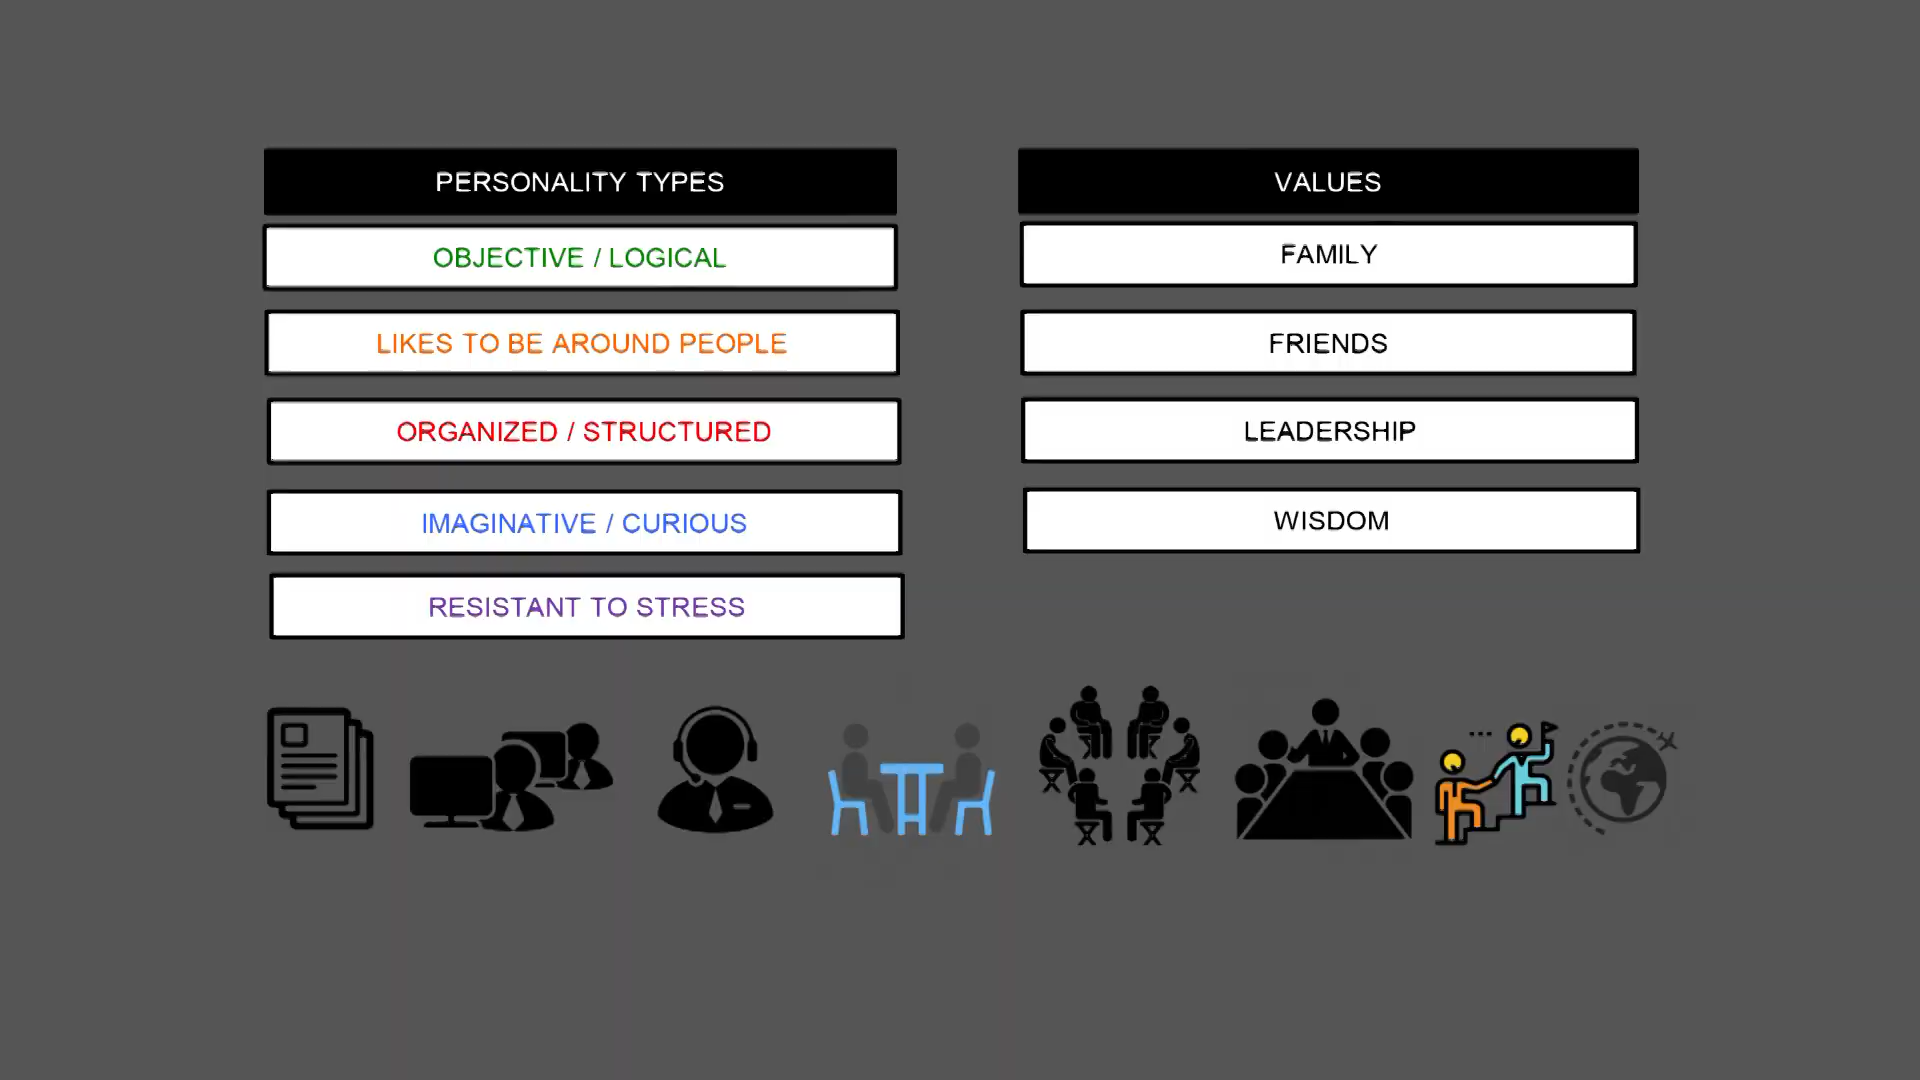 PERSONALITY TYPES
OBJECTIVE / LOGICAL
LIKES TO BE AROUND PEOPLE
ORGANIZED / STRUCTURED
IMAGINATIVE / CURIOUS
RESISTANT TO STRESS
VALUES
FAMILY
FRIENDS
LEADERSHIP
WISDOM